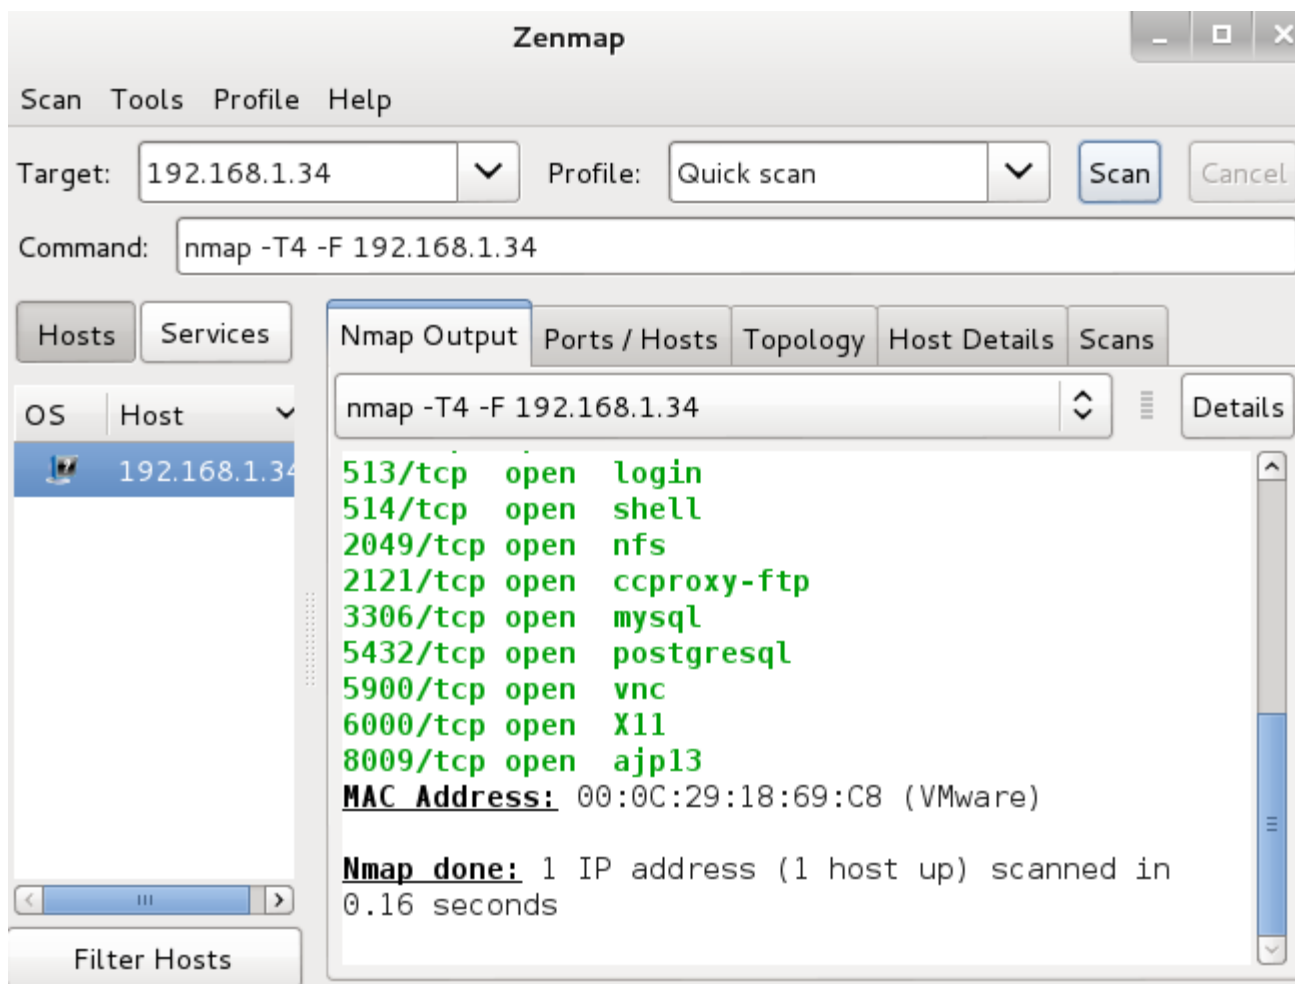 Zenmap
Scan Tools Profile Help
Target: 192.168.1.34 Profile: Quick scan Scan Cancel
Command: nmap -T4 -F 192.168.1.34
Hosts Services
Nmap Output Ports / Hosts Topology Host Details Scans
nmap -T4 -F 192.168.1.34 Details
OS Host
192.168.1.34
513/tcp open login
514/tcp open shell
2049/tcp open nfs
2121/tcp open ccproxy-ftp
3306/tcp open mysql
5432/tcp open postgresql
5900/tcp open vnc
6000/tcp open X11
8009/tcp open ajp13
MAC Address: 00:0C:29:18:69:C8 (VMware)
Nmap done: 1 IP address (1 host up) scanned in
0.16 seconds
Filter Hosts